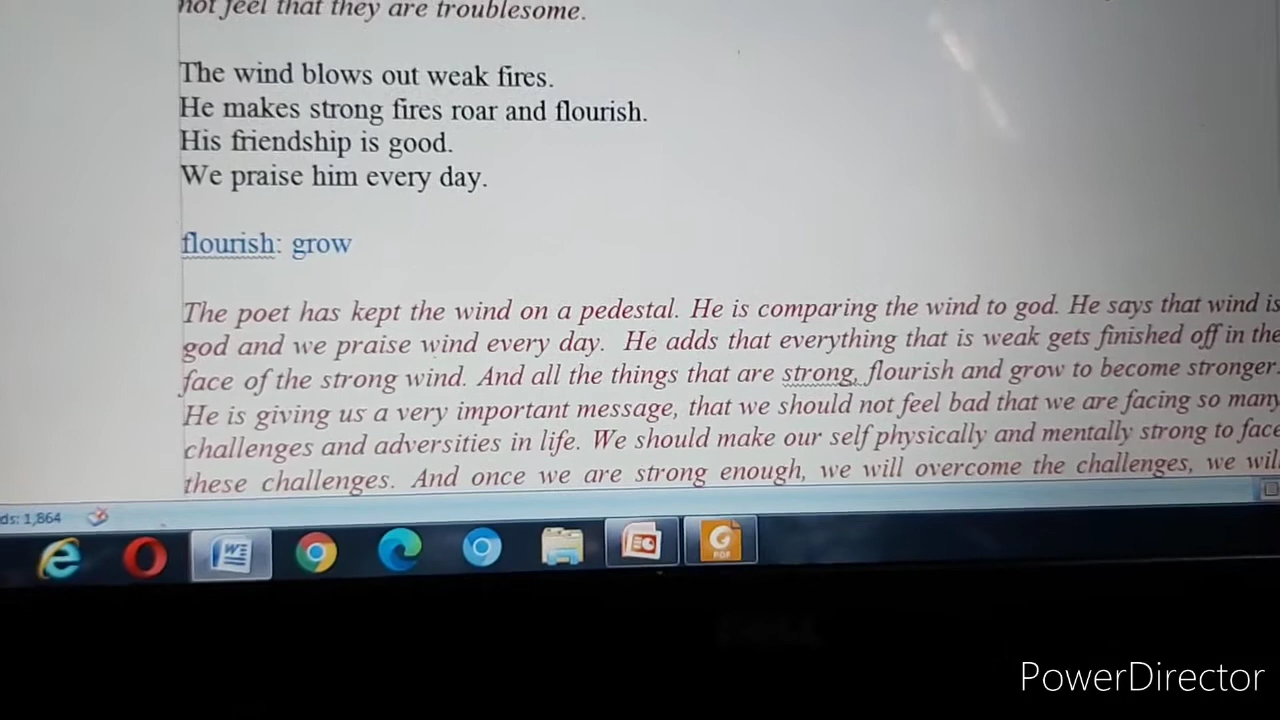 not feel that they are troublesome.
The wind blows out weak fires.
He makes strong fires roar and flourish.
His friendship is good.
We praise him every day.
flourish: grow
The poet has kept the wind on a pedestal. He is comparing the wind to god. He says that wind is
god and we praise wind every day. He adds that everything that is weak gets finished off in the
face of the strong wind. And all the things that are strong, flourish and grow to become stronger.
He is giving us a very important message, that we should not feel bad that we are facing so many
challenges and adversities in life. We should make our self physically and mentally strong to face
these challenges. And once we are strong enough, we will overcome the challenges, we will
ds: 1,864
PDF
PowerDirector